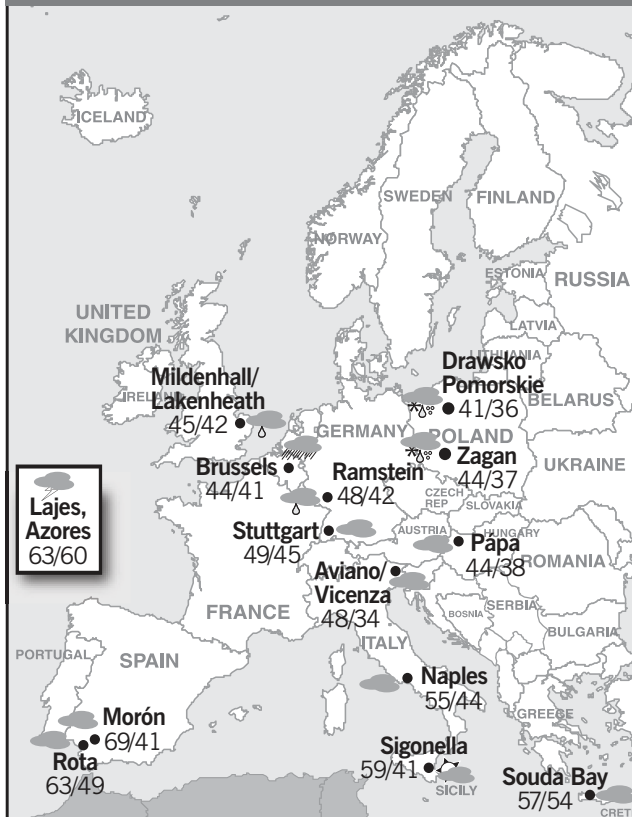 ICELAND
SWEDEN
FINLAND
NORWAY
ESTONIA
RUSSIA
LATVIA
LITHUANIA
UNITED
KINGDOM
IRELAND
Mildenhall/
Lakenheath
45/42
Drawsko
Pomorskie
41/36
BELARUS
GERMANY
POLAND
Zagan
44/37
Brussels
44/41
Ramstein
48/42
UKRAINE
CZECH
REP
SLOVAKIA
Lajes,
Azores
63/60
Stuttgart
49/45
AUSTRIA
HUNGARY
Pápa
44/38
ROMANIA
Aviano/
Vicenza
48/34
FRANCE
BOSNIA
SERBIA
BULGARIA
ITALY
PORTUGAL
SPAIN
Naples
55/44
GREECE
Morón
69/41
Rota
63/49
Sigonella
59/41
SICILY
Souda Bay
57/54
CRET